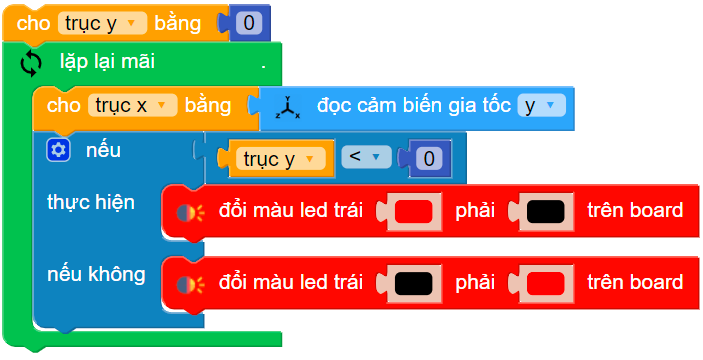 cho trục y bằng 0
lặp lại mãi .
cho trục x bằng đọc cảm biến gia tốc y
nếu trục y < 0
thực hiện đổi màu led trái phải trên board
nếu không đổi màu led trái phải trên board